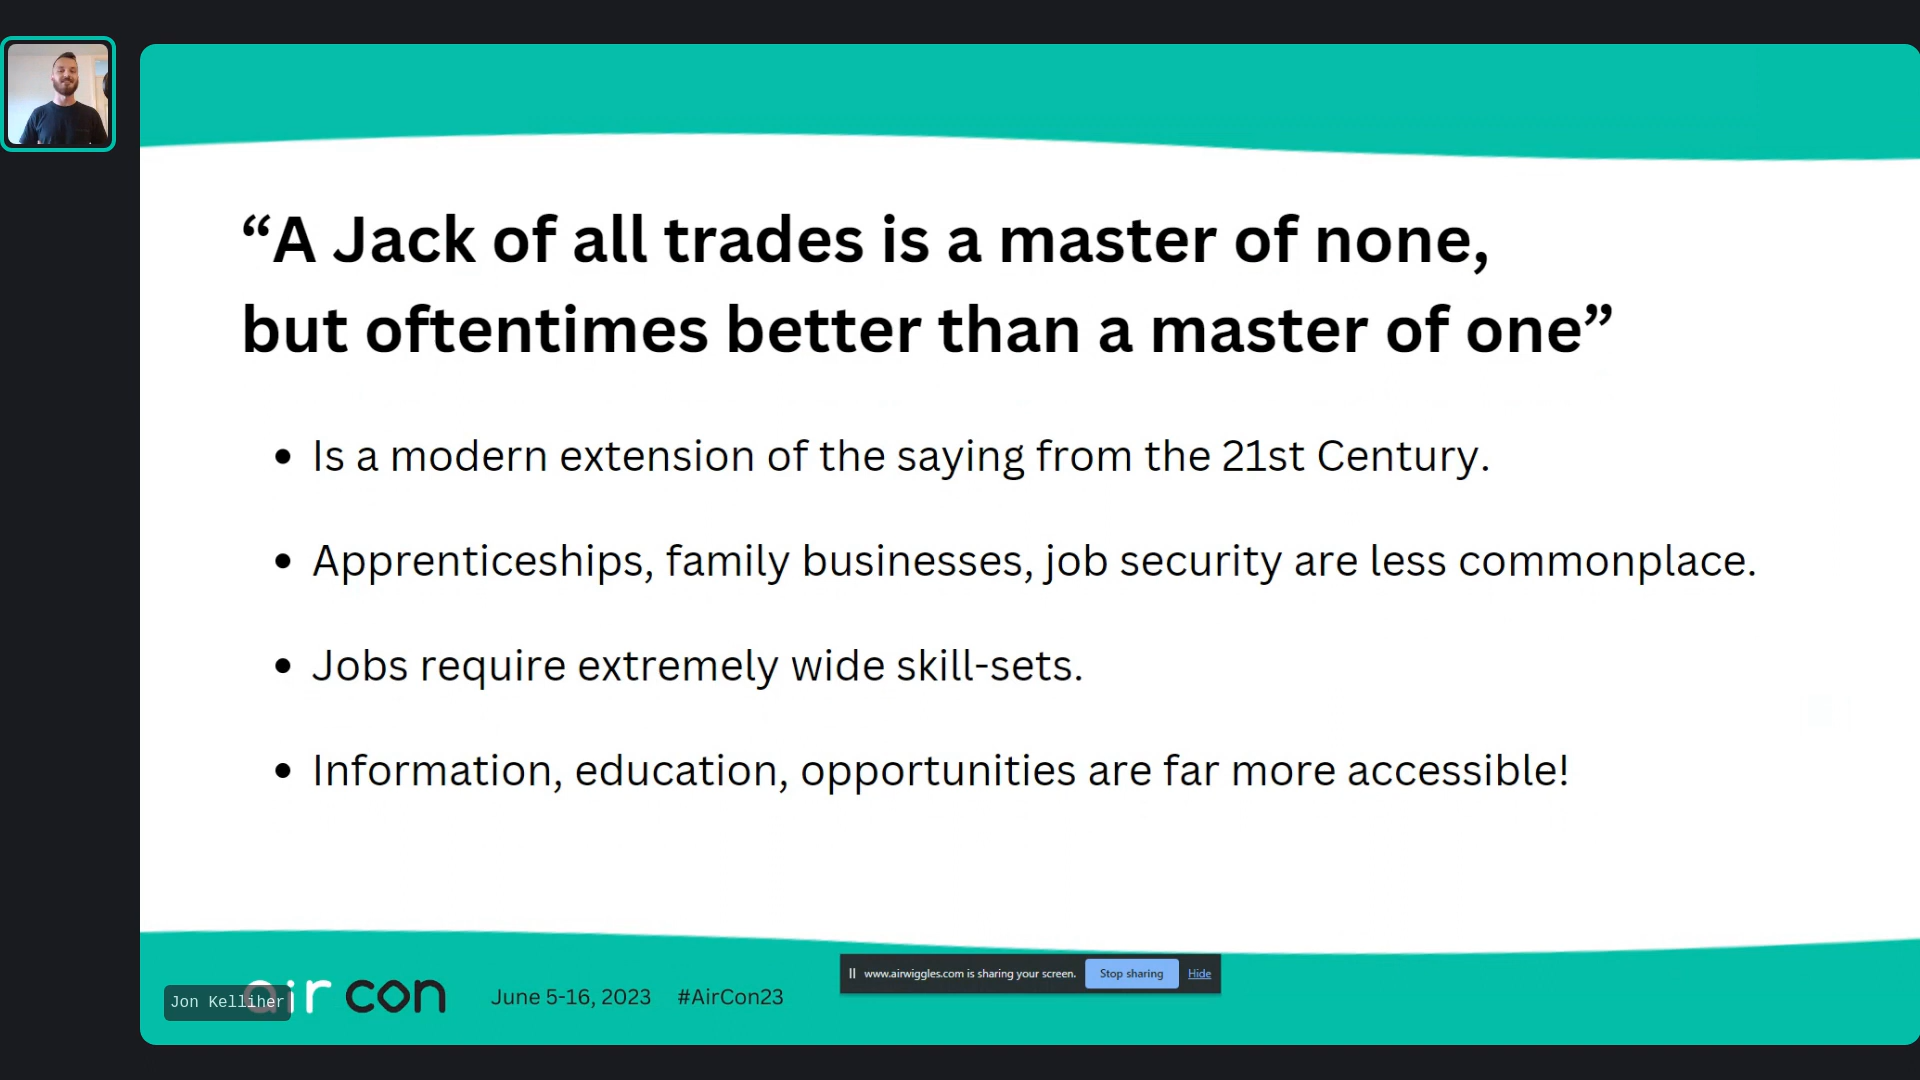 “A Jack of all trades is a master of none,
but oftentimes better than a master of one”
• Is a modern extension of the saying from the 21st Century.
• Apprenticeships, family businesses, job security are less commonplace.
• Jobs require extremely wide skill-sets.
• Information, education, opportunities are far more accessible!
www.airwiggles.com is sharing your screen. Stop sharing Hide
air con June 5-16, 2023 #AirCon23
Jon Kelliher